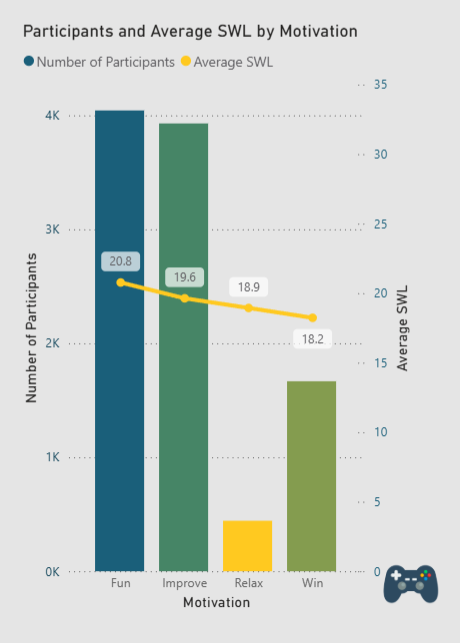 Participants and Average SWL by Motivation
Number of Participants Average SWL
35
4K
30
3K
25
20.8
19.6
18.9
20
18.2
2K
15
10
1K
5
0K
0
Number of Participants
Average SWL
Fun Improve Relax Win
Motivation